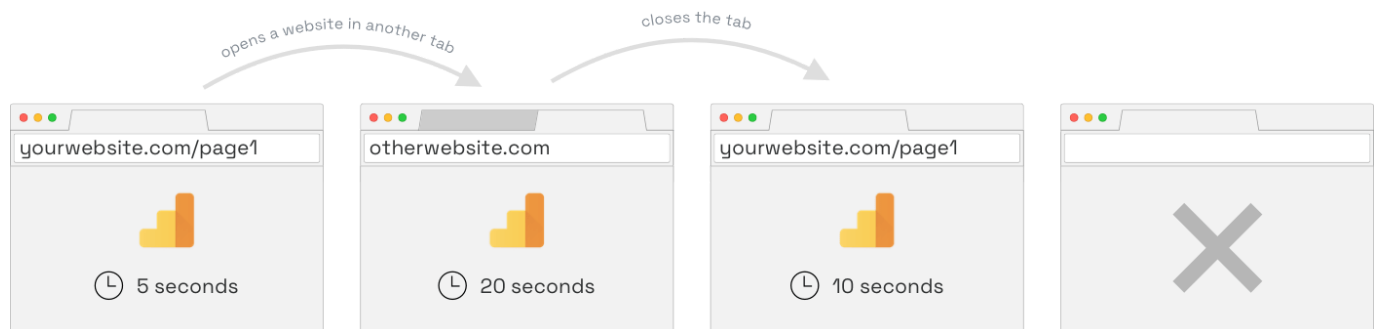 opens a website in another tab
closes the tab
yourwebsite.com/page1
otherwebsite.com
yourwebsite.com/page1
5 seconds
20 seconds
10 seconds